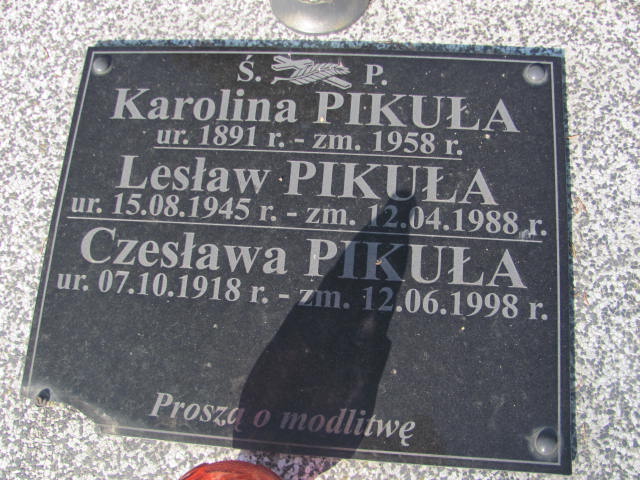 Ś. P.
Karolina PIKUŁA
ur. 1891 r. - zm. 1958 r.
Lesław PIKUŁA
ur. 15.08.1945 r. - zm. 12.04.1988 r.
Czesława PIKUŁA
ur. 07.10.1918 r. - zm. 12.06.1998 r.
Proszą o modlitwę